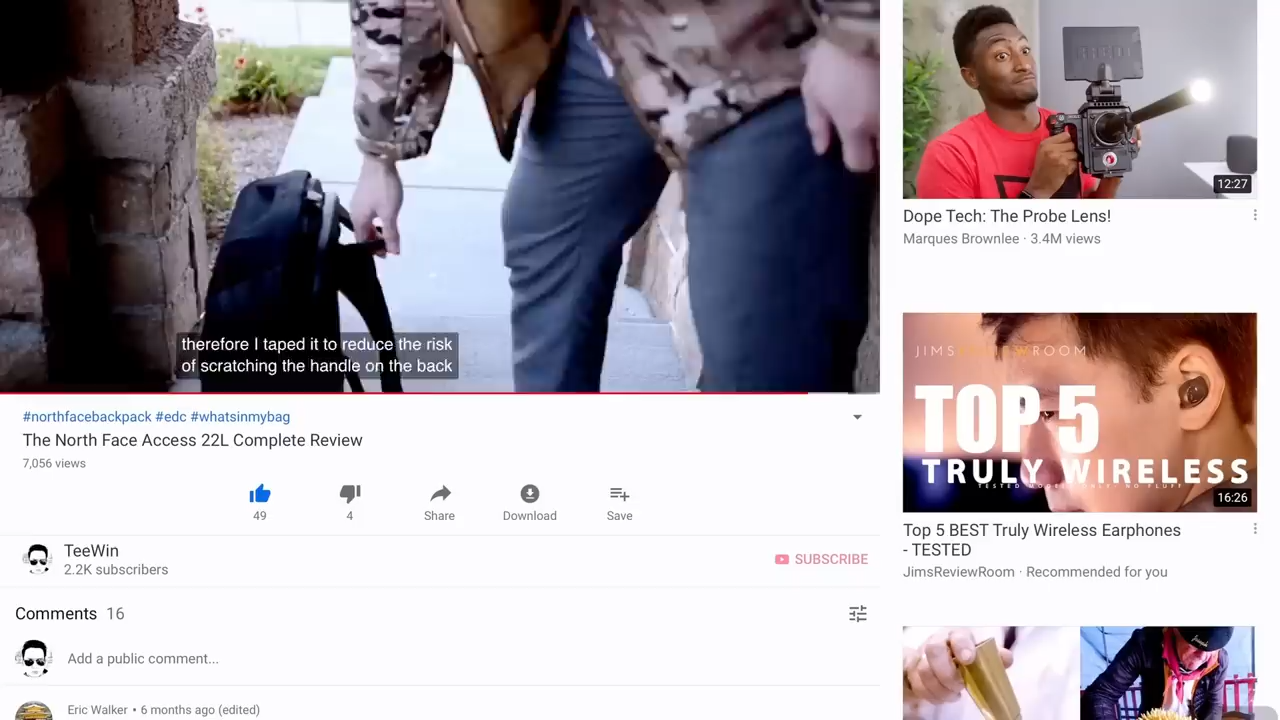 therefore I taped it to reduce the risk
of scratching the handle on the back
#northfacebackpack #edc #whatsinmybag
The North Face Access 22L Complete Review
7,056 views
49
4
Share
Download
Save
TeeWin
2.2K subscribers
SUBSCRIBE
Comments 16
Add a public comment...
Eric Walker • 6 months ago (edited)
12:27
Dope Tech: The Probe Lens!
Marques Brownlee · 3.4M views
JIMSREVIEWROOM
TOP 5
TRULY WIRELESS
16:26
Top 5 BEST Truly Wireless Earphones
- TESTED
JimsReviewRoom · Recommended for you